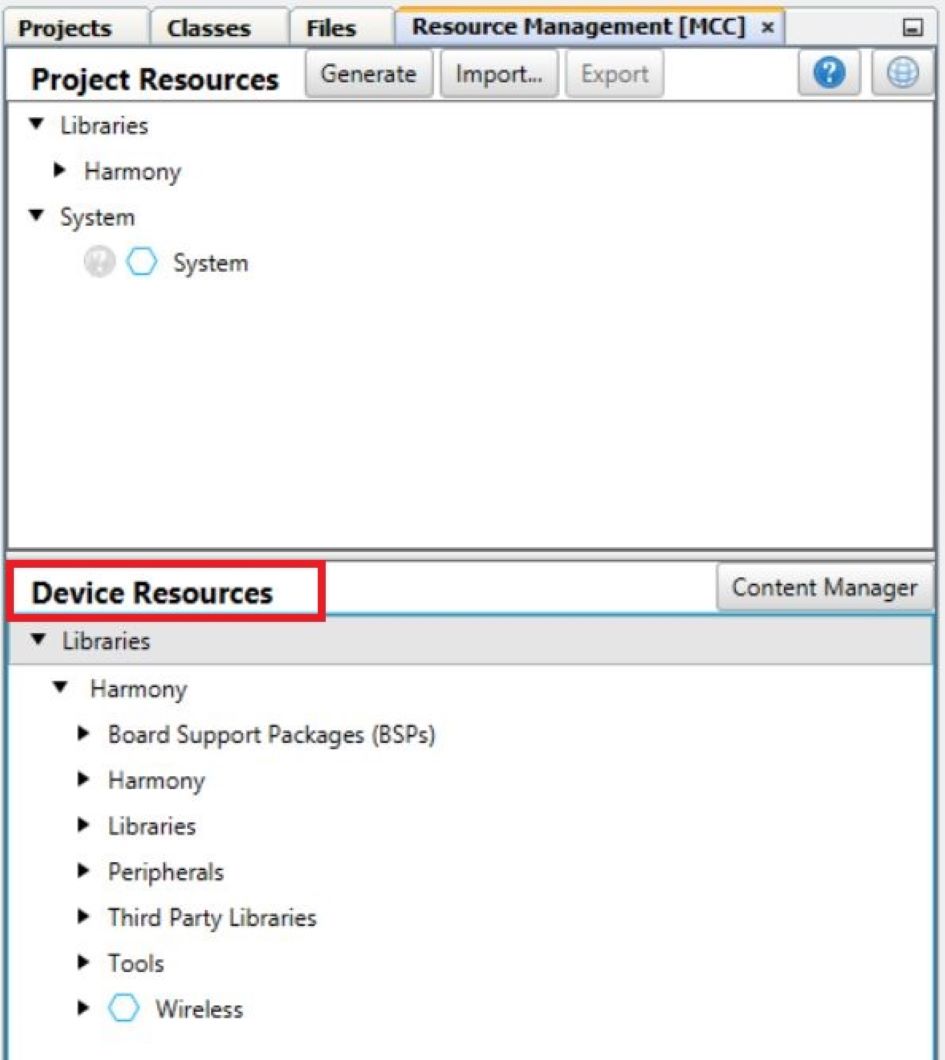 Projects Classes Files Resource Management [MCC] ×
Project Resources Generate Import... Export ?
Libraries
Harmony
System
? System
Device Resources Content Manager
Libraries
Harmony
Board Support Packages (BSPs)
Harmony
Libraries
Peripherals
Third Party Libraries
Tools
Wireless